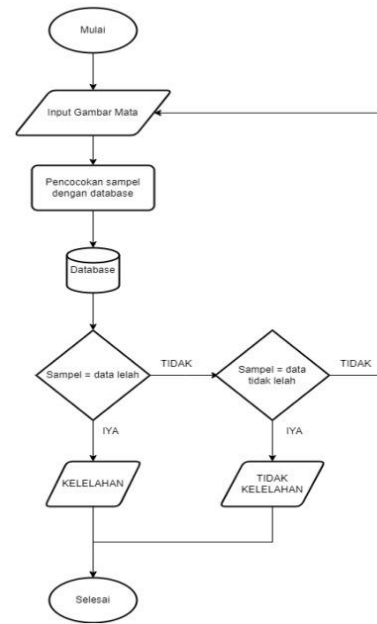 Mulai
Input Gambar Mata
Pencocokan sampel
dengan database
Database
Sampel = data lelah
TIDAK
Sampel = data
tidak lelah
TIDAK
IYA
IYA
KELELAHAN
TIDAK
KELELAHAN
Selesai